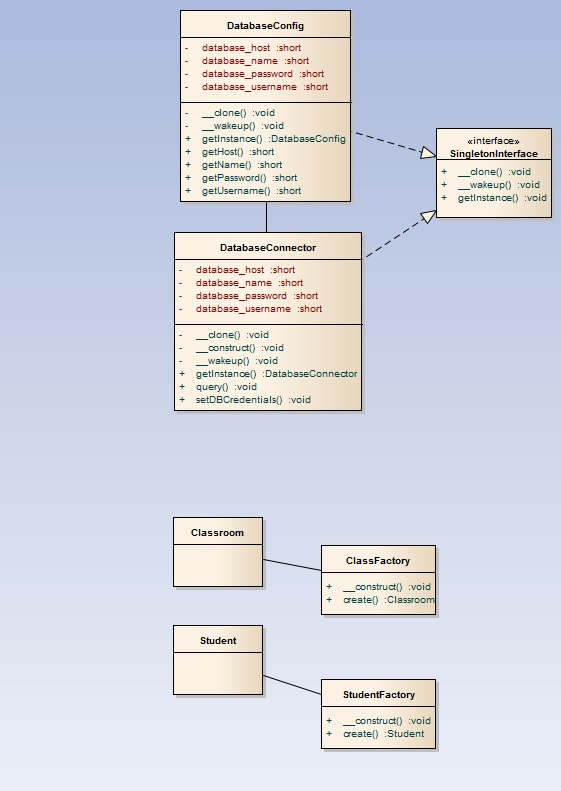 DatabaseConfig
- database_host :short
- database_name :short
- database_password :short
- database_username :short
- __clone() :void
- __wakeup() :void
+ getInstance() :DatabaseConfig
+ getHost() :short
+ getName() :short
+ getPassword() :short
+ getUsername() :short
«interface»
SingletonInterface
+ __clone() :void
+ __wakeup() :void
+ getInstance() :void
DatabaseConnector
- database_host :short
- database_name :short
- database_password :short
- database_username :short
- __clone() :void
- __construct() :void
- __wakeup() :void
+ getInstance() :DatabaseConnector
+ query() :void
+ setDBCredentials() :void
Classroom
ClassFactory
+ __construct() :void
+ create() :Classroom
Student
StudentFactory
+ __construct() :void
+ create() :Student